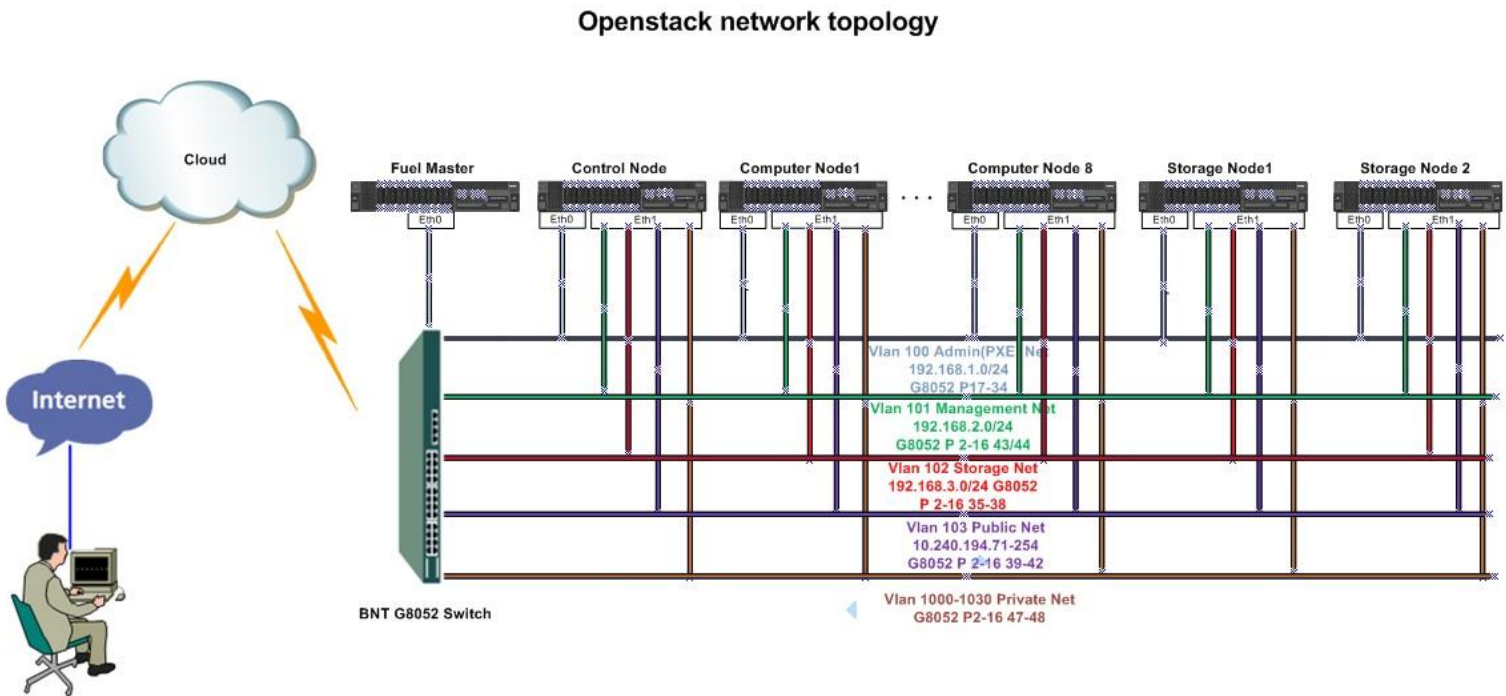 Openstack network topology
Cloud
Fuel Master
Control Node
Computer Node1
Computer Node 8
Storage Node1
Storage Node 2
Eth0
Eth0
Eth1
Eth0
Eth1
. . .
Eth0
Eth1
Eth0
Eth1
Eth0
Eth1
Vlan 100 Admin(PXE) Net
192.168.1.0/24
G8052 P17-34
Internet
Vlan 101 Management Net
192.168.2.0/24
G8052 P 2-16 43/44
Vlan 102 Storage Net
192.168.3.0/24 G8052
P 2-16 35-38
Vlan 103 Public Net
10.240.194.71-254
G8052 P 2-16 39-42
BNT G8052 Switch
Vlan 1000-1030 Private Net
G8052 P2-16 47-48